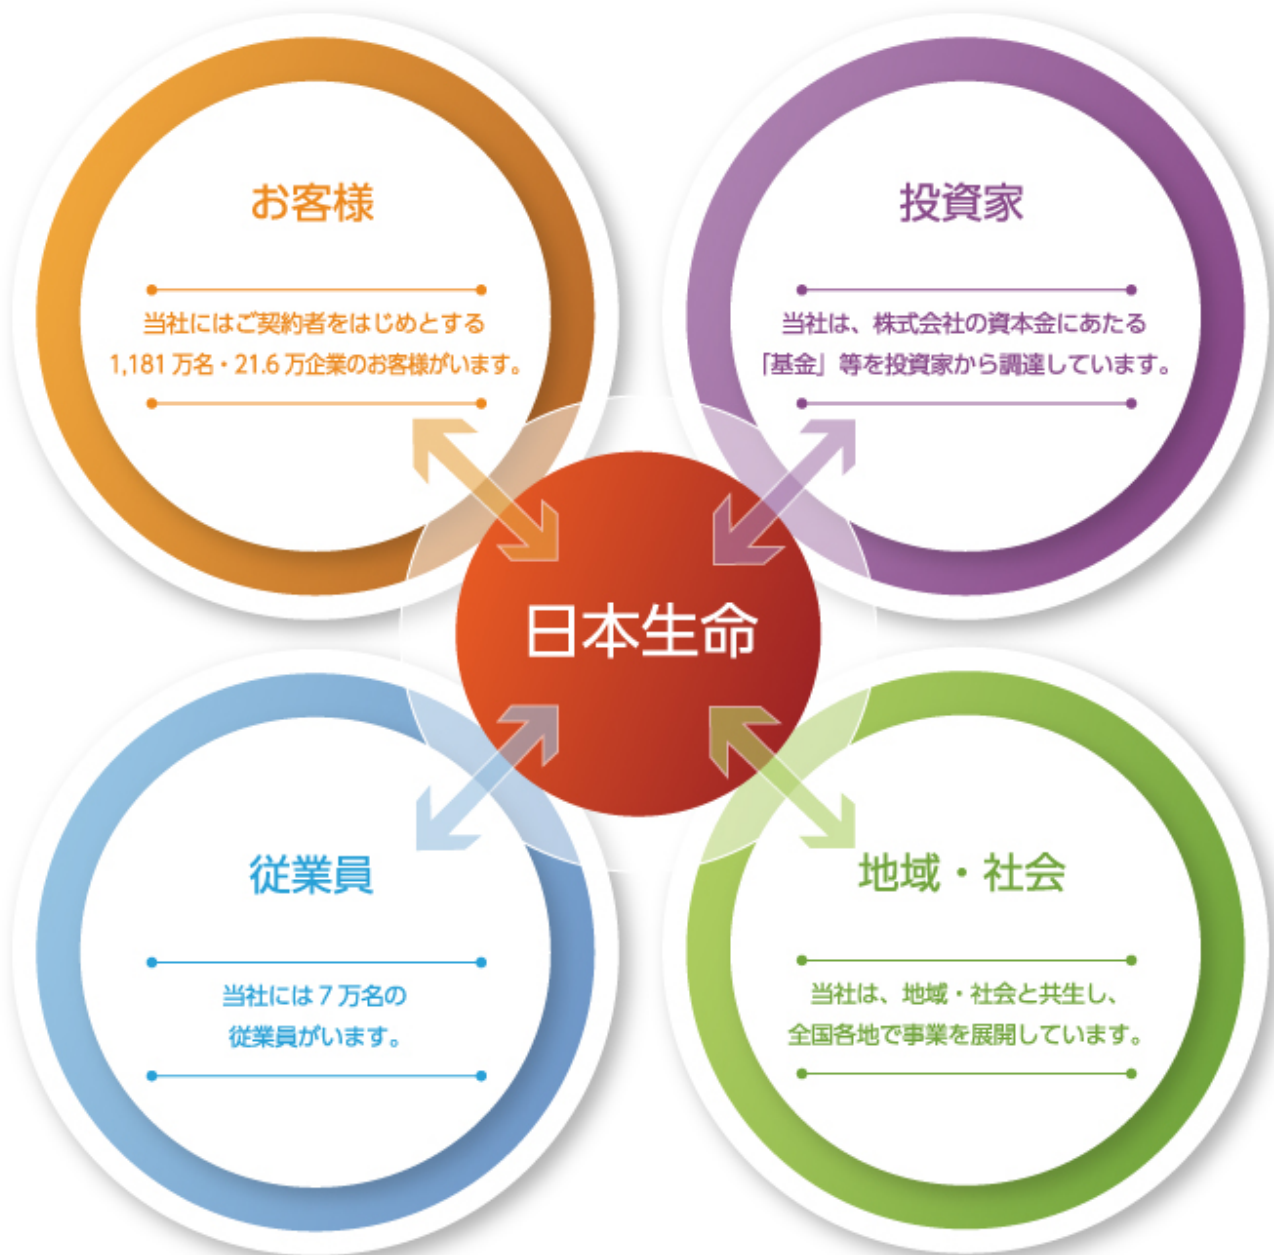 お客様
当社にはご契約者をはじめとする
1,181 万名・21.6 万企業のお客様がいます。
投資家
当社は、株式会社の資本金にあたる
「基金」等を投資家から調達しています。
日本生命
従業員
当社には 7 万名の
従業員がいます。
地域・社会
当社は、地域・社会と共生し、
全国各地で事業を展開しています。